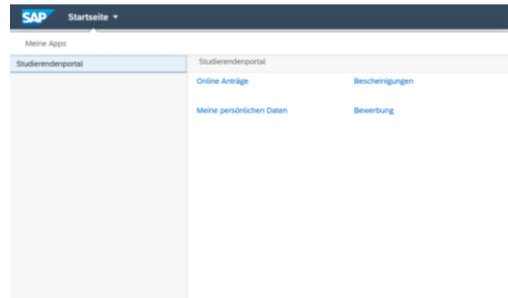 SAP Startseite
Meine Apps
Studierendenportal
Studierendenportal
Online Anträge Bescheinigungen
Meine persönlichen Daten Bewerbung